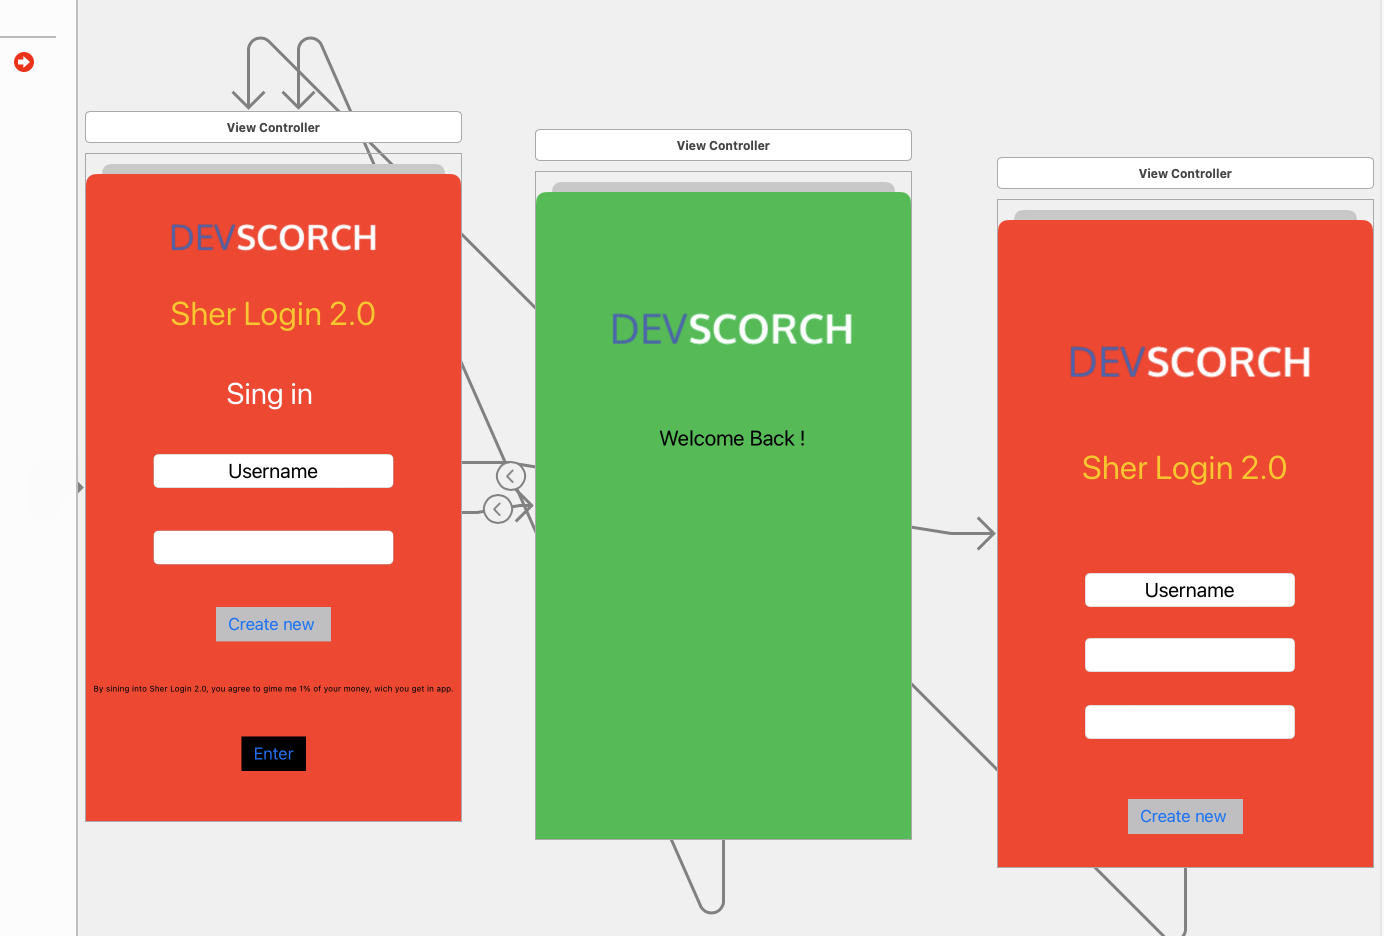 View Controller
DEVSCORCH
Sher Login 2.0
Sing in
Username
Create new
By sining into Sher Login 2.0, you agree to gime me 1% of your money, wich you get in app.
Enter
View Controller
DEVSCORCH
Welcome Back !
View Controller
DEVSCORCH
Sher Login 2.0
Username
Create new